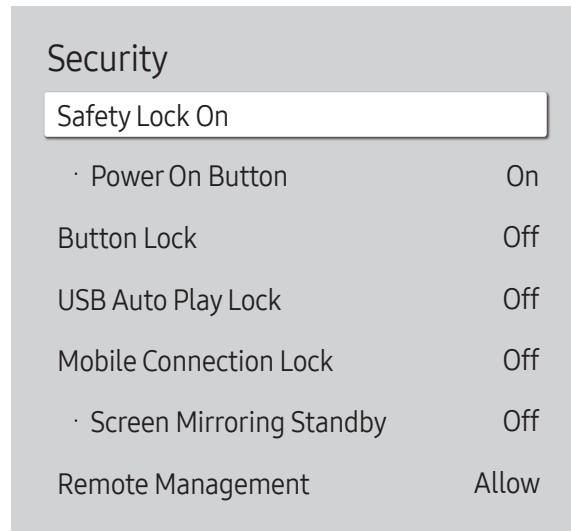 Security
Safety Lock On
· Power On Button On
Button Lock Off
USB Auto Play Lock Off
Mobile Connection Lock Off
· Screen Mirroring Standby Off
Remote Management Allow